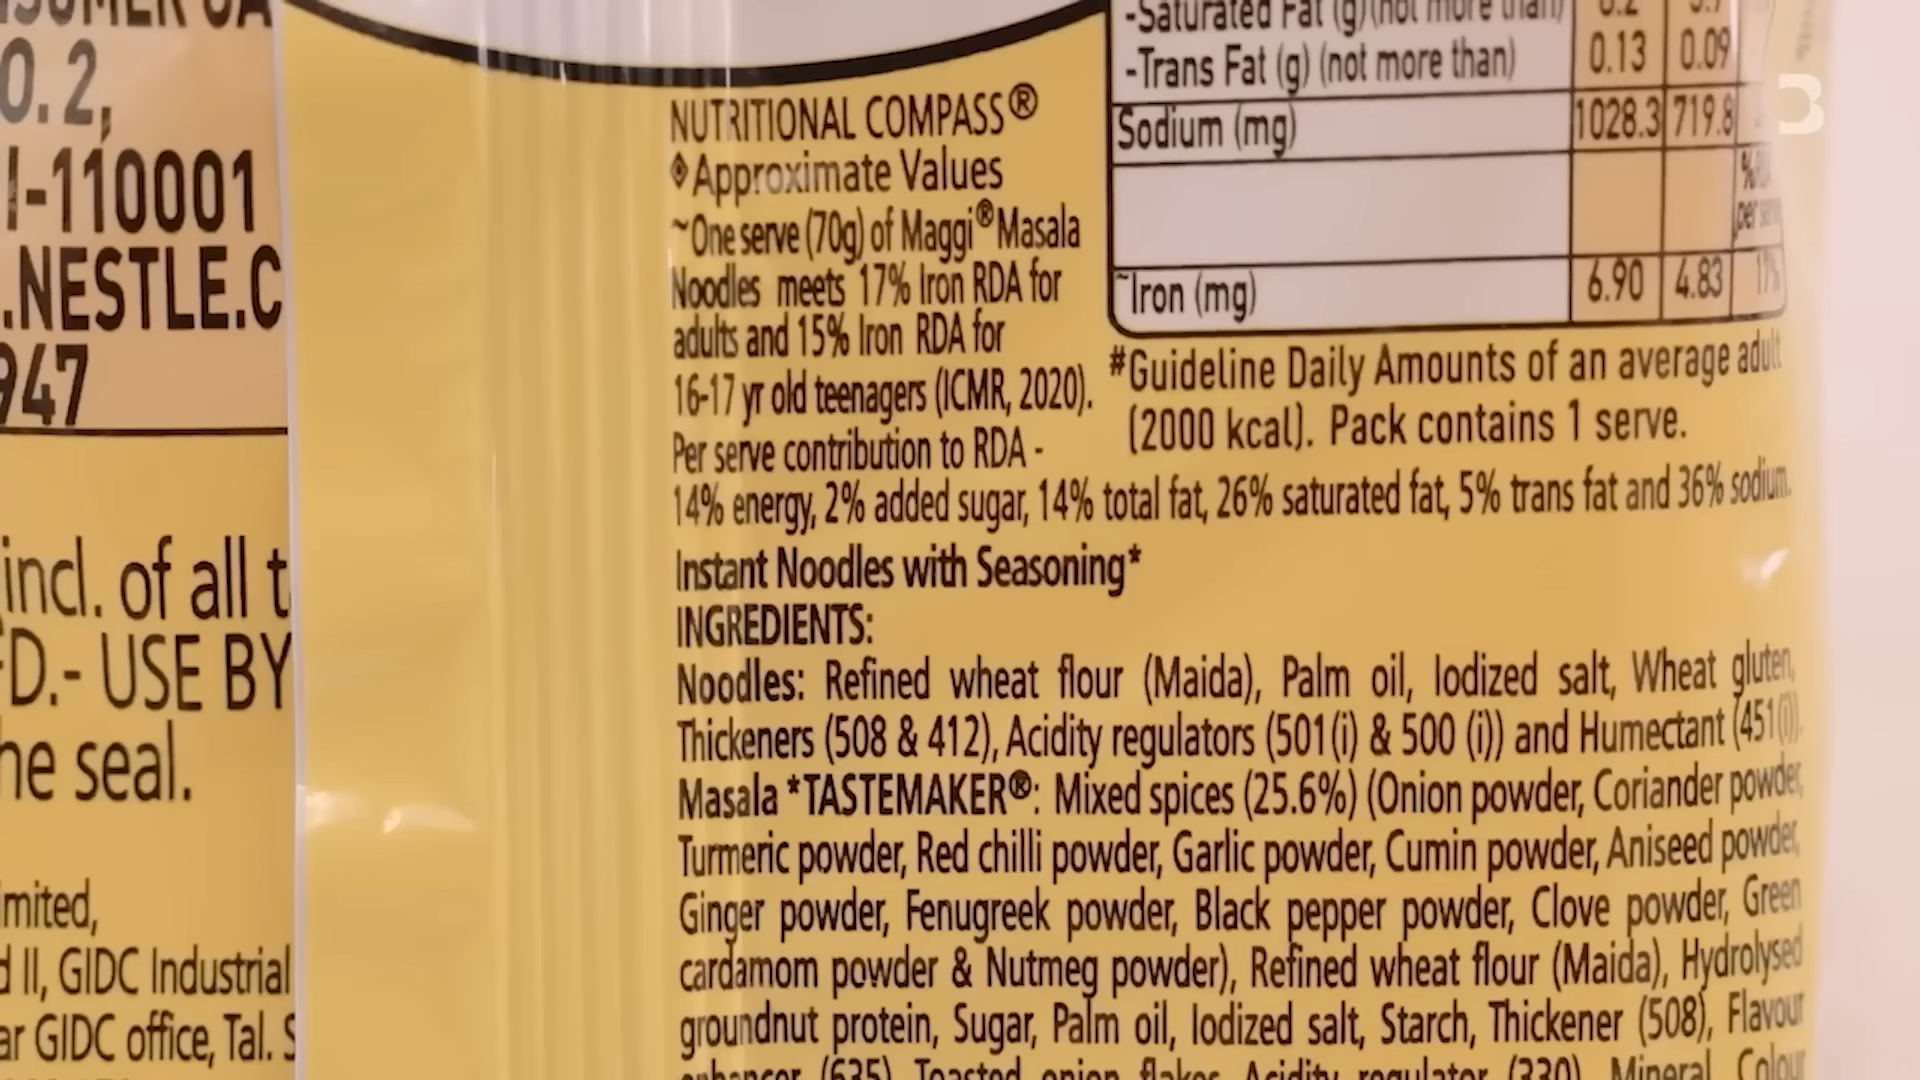 0.2,
I-110001
.NESTLE.C
947
incl. of all t
D.- USE BY
he seal.
imited,
d II, GIDC Industrial
ar GIDC office, Tal. S
NUTRITIONAL COMPASS®
Approximate Values
~One serve (70g) of Maggi® Masala
Noodles meets 17% Iron RDA for
adults and 15% Iron RDA for
16-17 yr old teenagers (ICMR, 2020).
Per serve contribution to RDA -
14% energy, 2% added sugar, 14% total fat, 26% saturated fat, 5% trans fat and 36% sodium.
-Saturated Fat (g) (not more than)
-Trans Fat (g) (not more than) 0.13 0.09
Sodium (mg) 1028.3 719.8
per serve
~Iron (mg) 6.90 4.83 17%
#Guideline Daily Amounts of an average adult
(2000 kcal). Pack contains 1 serve.
Instant Noodles with Seasoning*
INGREDIENTS:
Noodles: Refined wheat flour (Maida), Palm oil, Iodized salt, Wheat gluten,
Thickeners (508 & 412), Acidity regulators (501(i) & 500 (i)) and Humectant (451(i)).
Masala *TASTEMAKER®: Mixed spices (25.6%) (Onion powder, Coriander powder,
Turmeric powder, Red chilli powder, Garlic powder, Cumin powder, Aniseed powder,
Ginger powder, Fenugreek powder, Black pepper powder, Clove powder, Green
cardamom powder & Nutmeg powder), Refined wheat flour (Maida), Hydrolysed
groundnut protein, Sugar, Palm oil, Iodized salt, Starch, Thickener (508), Flavour
enhancer (635), Toasted onion flakes, Acidity regulator (330), Mineral, Colour